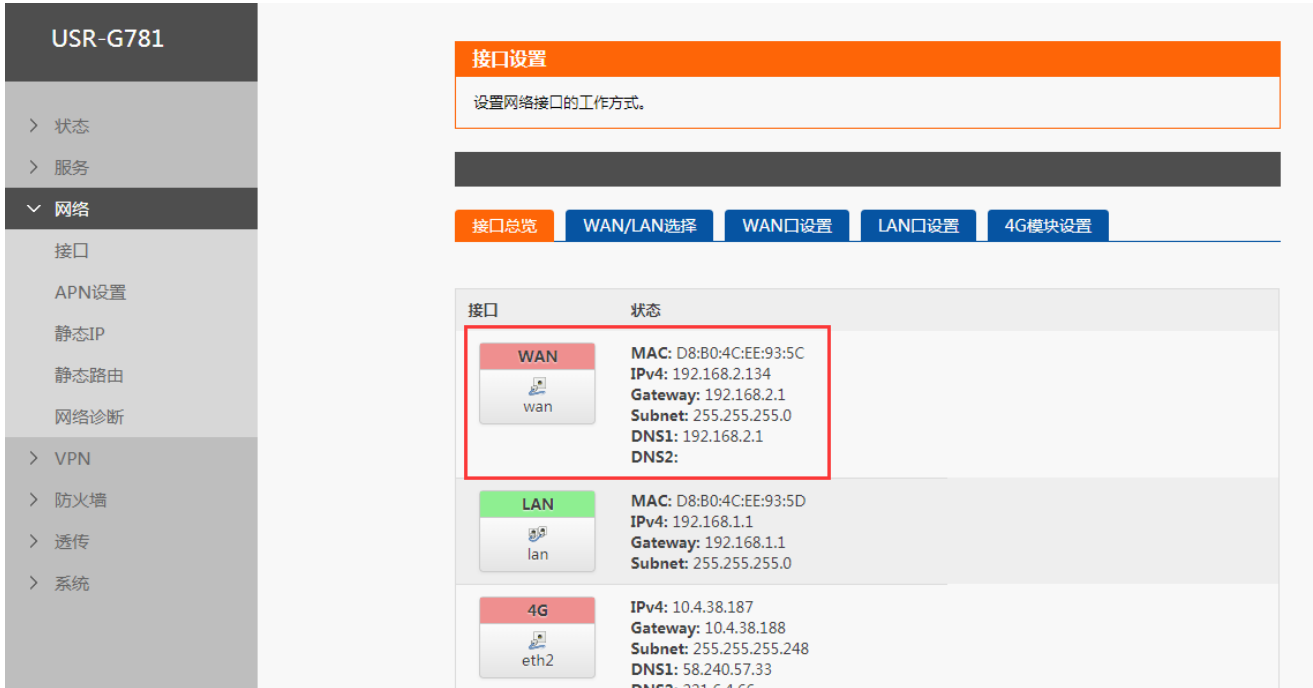 USR-G781
状态
服务
网络
接口
APN设置
静态IP
静态路由
网络诊断
VPN
防火墙
透传
系统
接口设置
设置网络接口的工作方式。
接口总览 WAN/LAN选择 WAN口设置 LAN口设置 4G模块设置
接口 状态
WAN
wan
MAC: D8:B0:4C:EE:93:5C
IPv4: 192.168.2.134
Gateway: 192.168.2.1
Subnet: 255.255.255.0
DNS1: 192.168.2.1
DNS2:
LAN
lan
MAC: D8:B0:4C:EE:93:5D
IPv4: 192.168.1.1
Gateway: 192.168.1.1
Subnet: 255.255.255.0
4G
eth2
IPv4: 10.4.38.187
Gateway: 10.4.38.188
Subnet: 255.255.255.248
DNS1: 58.240.57.33